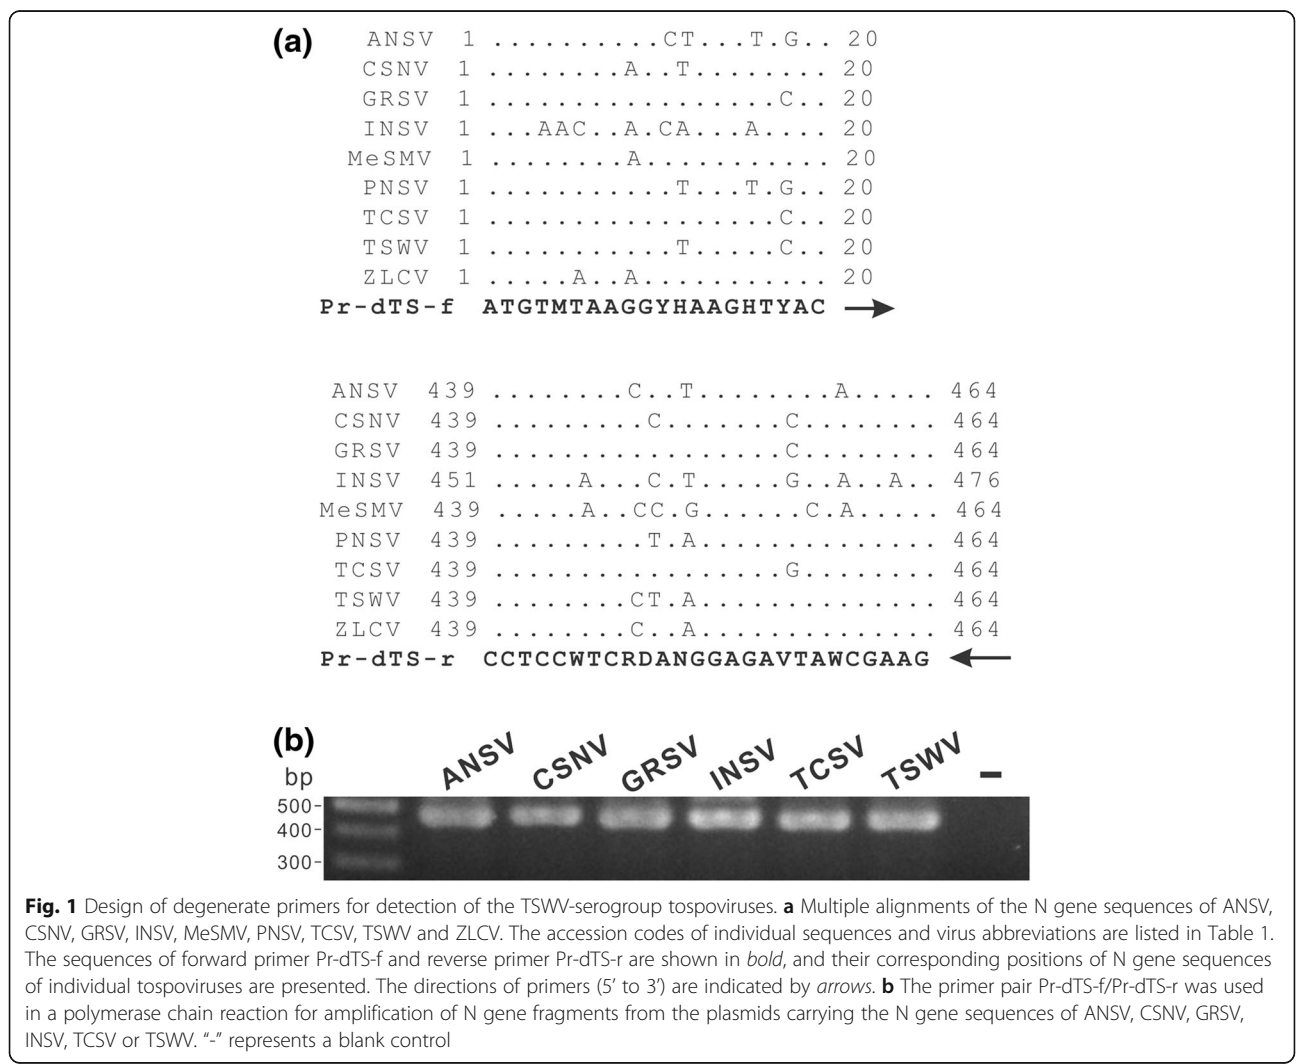 (a)
ANSV 1 ..........CT...T.G.. 20
CSNV 1 ........A..T........ 20
GRSV 1 .................C.. 20
INSV 1 ...AAC..A.CA...A.... 20
MeSMV 1 ........A........... 20
PNSV 1 ...........T...T.G.. 20
TCSV 1 .................C.. 20
TSWV 1 ...........T.....C.. 20
ZLCV 1 .....A..A........... 20
Pr-dTS-f ATGTMTAAGGYHAAGHTYAC
ANSV 439 ........C..T........A..... 464
CSNV 439 .........C.......C........ 464
GRSV 439 .................C........ 464
INSV 451 .....A...C.T.....G..A..A.. 476
MeSMV 439 .....A..CC.G......C.A..... 464
PNSV 439 .........T.A.............. 464
TCSV 439 .................G........ 464
TSWV 439 ........CT.A.............. 464
ZLCV 439 ........C..A.............. 464
Pr-dTS-r CCTCCWTCRDANGGAGAVTAWCGAAG
(b)
bp ANSV CSNV GRSV INSV TCSV TSWV -
500-
400-
300-
Fig. 1 Design of degenerate primers for detection of the TSWV-serogroup tospoviruses. a Multiple alignments of the N gene sequences of ANSV,
CSNV, GRSV, INSV, MeSMV, PNSV, TCSV, TSWV and ZLCV. The accession codes of individual sequences and virus abbreviations are listed in Table 1.
The sequences of forward primer Pr-dTS-f and reverse primer Pr-dTS-r are shown in bold, and their corresponding positions of N gene sequences
of individual tospoviruses are presented. The directions of primers (5′ to 3′) are indicated by arrows. b The primer pair Pr-dTS-f/Pr-dTS-r was used
in a polymerase chain reaction for amplification of N gene fragments from the plasmids carrying the N gene sequences of ANSV, CSNV, GRSV,
INSV, TCSV or TSWV. “-” represents a blank control